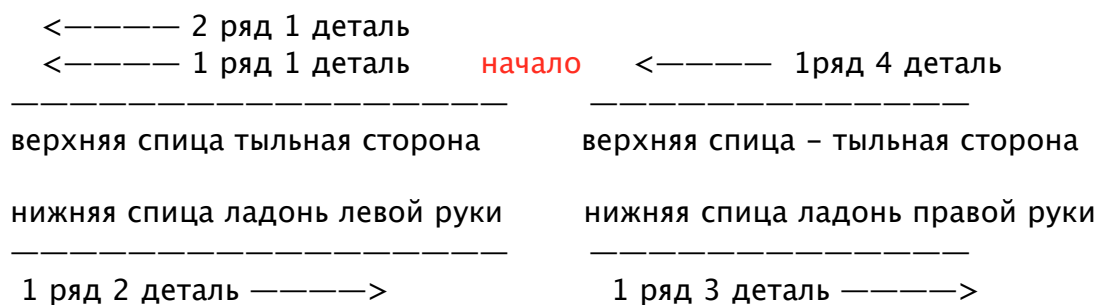 <———— 2 ряд 1 деталь
<———— 1 ряд 1 деталь начало <———— 1ряд 4 деталь
————————————————— —————————————
верхняя спица тыльная сторона верхняя спица – тыльная сторона
нижняя спица ладонь левой руки нижняя спица ладонь правой руки
————————————————— —————————————
1 ряд 2 деталь ————> 1 ряд 3 деталь ————>